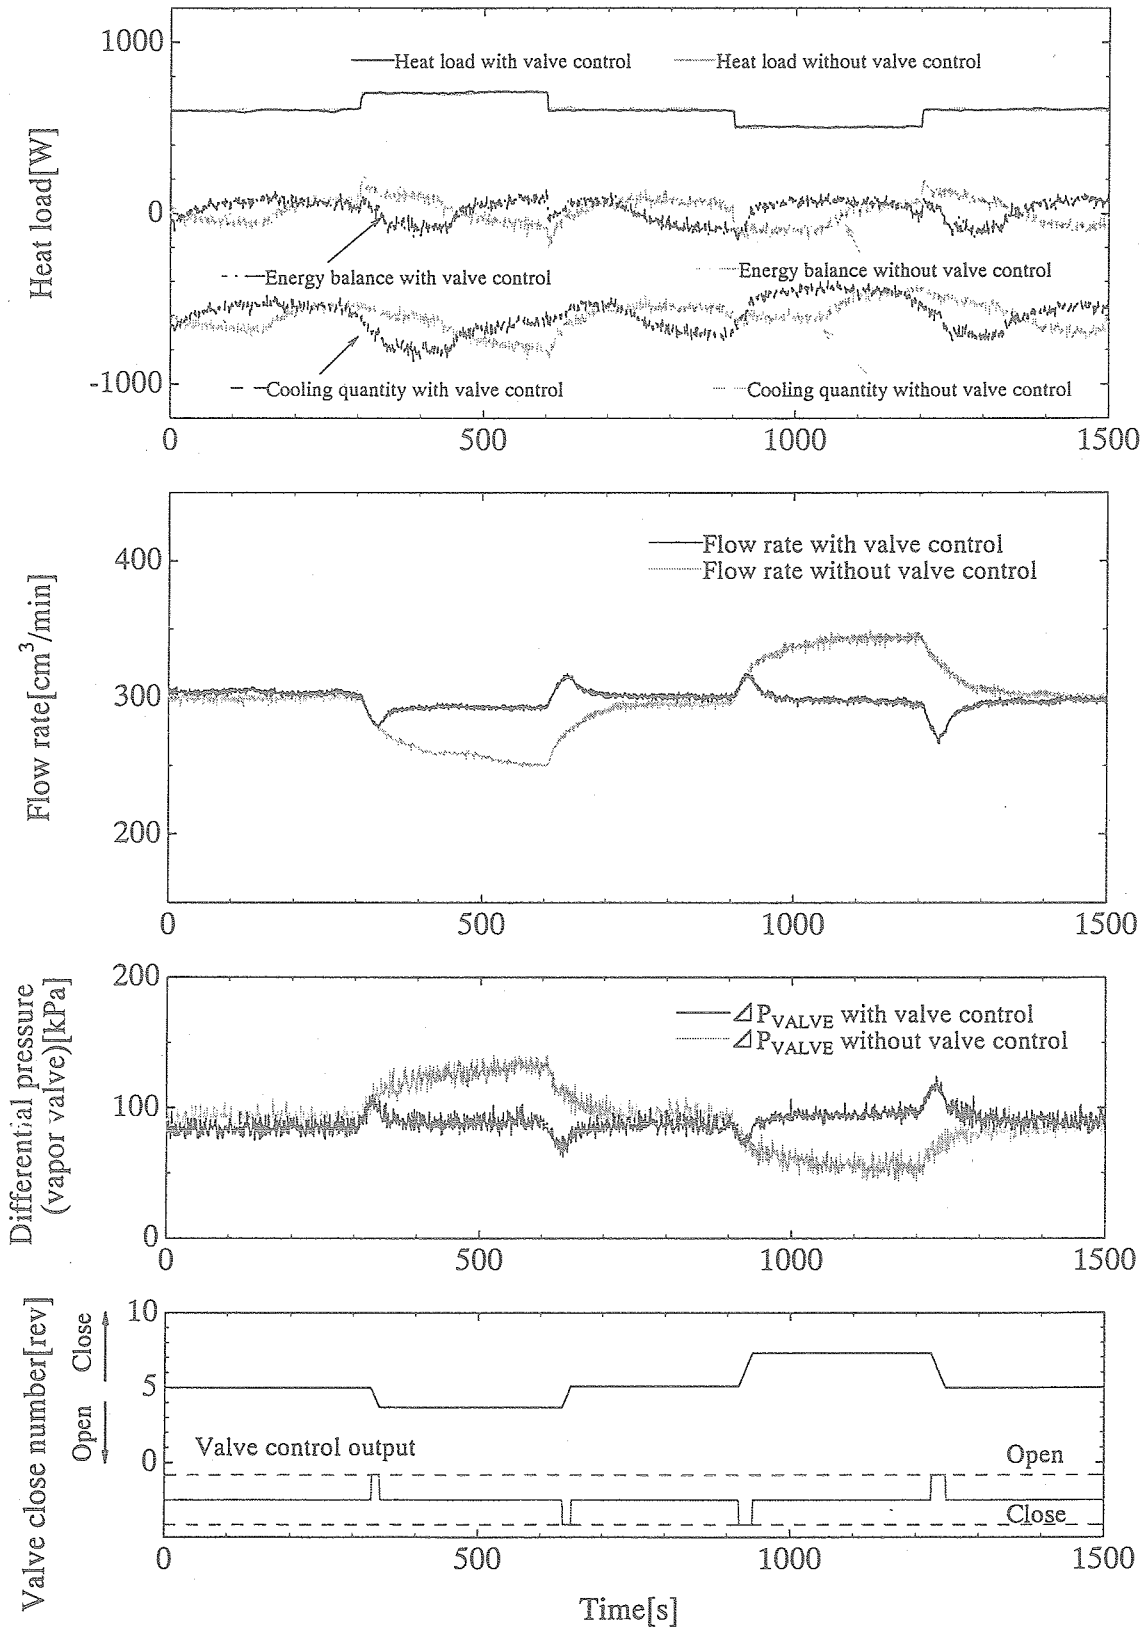 1000
0
-1000
Heat load[W]
Heat load with valve control
Heat load without valve control
Energy balance with valve control
Energy balance without valve control
Cooling quantity with valve control
Cooling quantity without valve control
0 500 1000 1500
400
300
200
Flow rate[cm³/min]
Flow rate with valve control
Flow rate without valve control
0 500 1000 1500
200
100
0
Differential pressure
(vapor valve)[kPa]
⊿P_VALVE with valve control
⊿P_VALVE without valve control
0 500 1000 1500
10
5
0
Valve close number[rev]
Close
Open
Valve control output
Open
Close
0 500 1000 1500
Time[s]